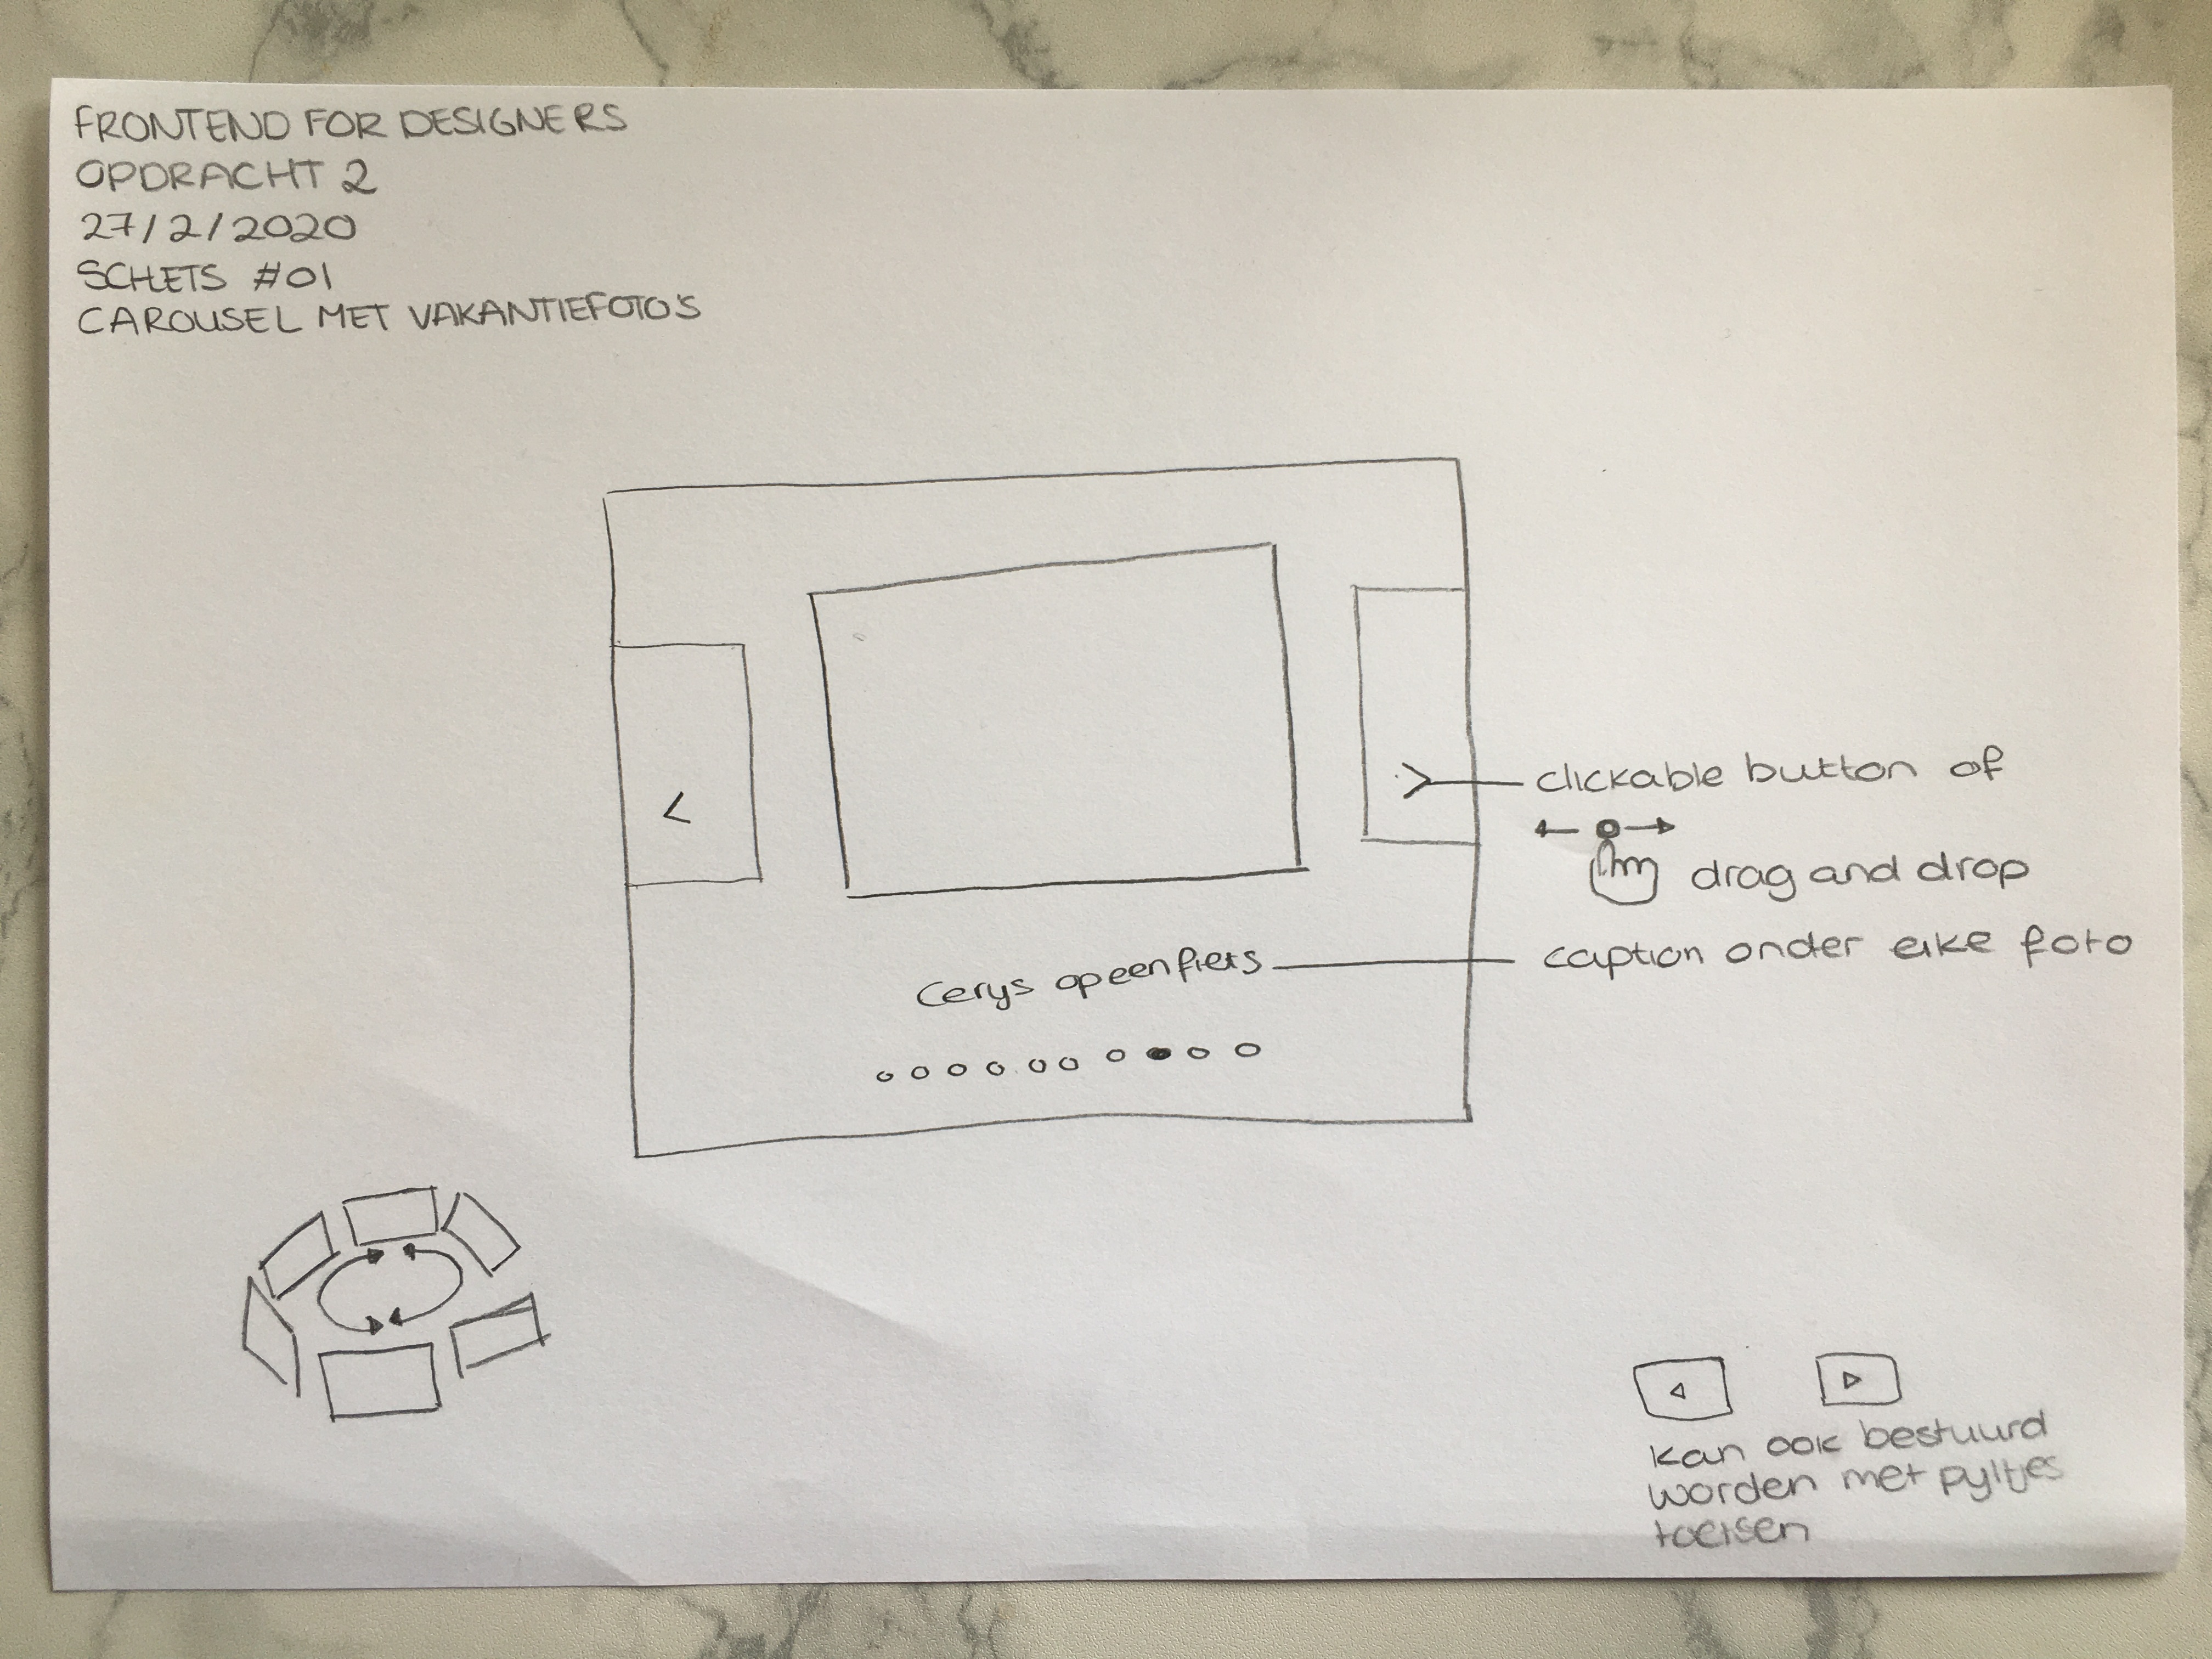 FRONTEND FOR DESIGNERS
OPDRACHT 2
27/2/2020
SCHETS #01
CAROUSEL MET VAKANTIEFOTO'S
<
>
clickable button of
drag and drop
Cerys op een fiets
caption onder elke foto
kan ook bestuurd
worden met pyltjes
toetsen